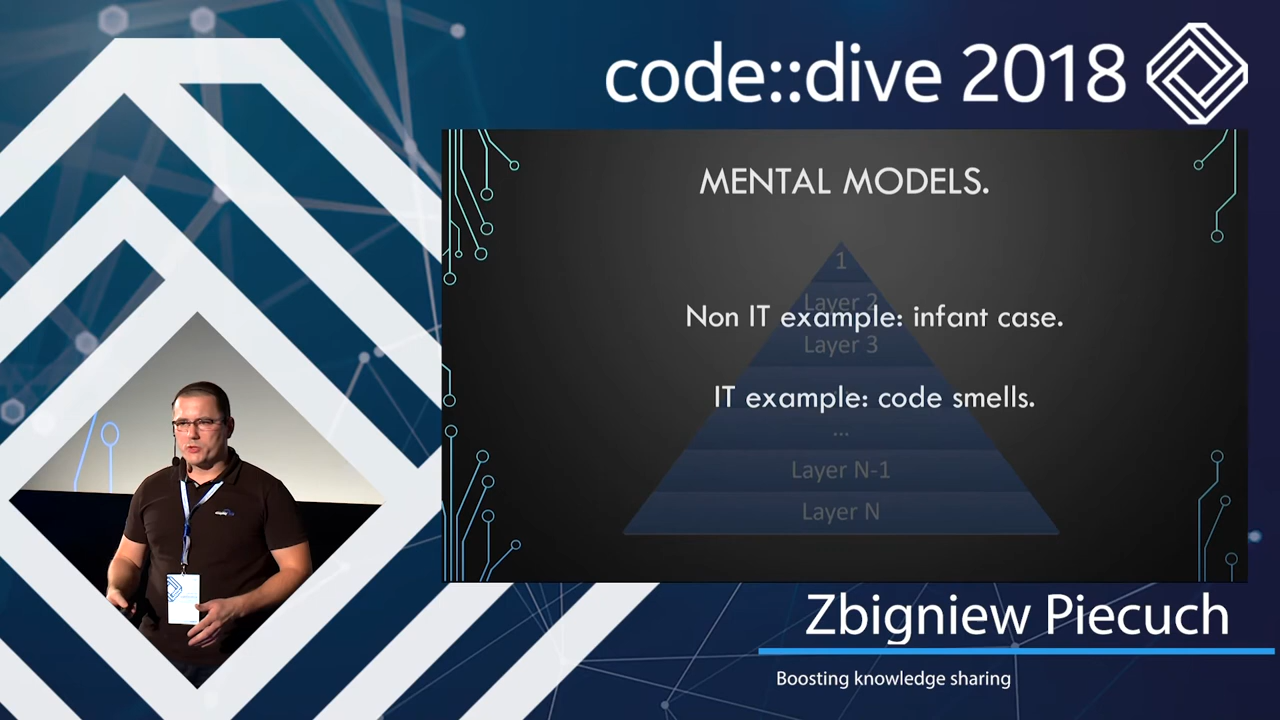 code::dive 2018
MENTAL MODELS.
1
Layer 2
Non IT example: infant case.
Layer 3
IT example: code smells.
...
Layer N-1
Layer N
Zbigniew Piecuch
Boosting knowledge sharing